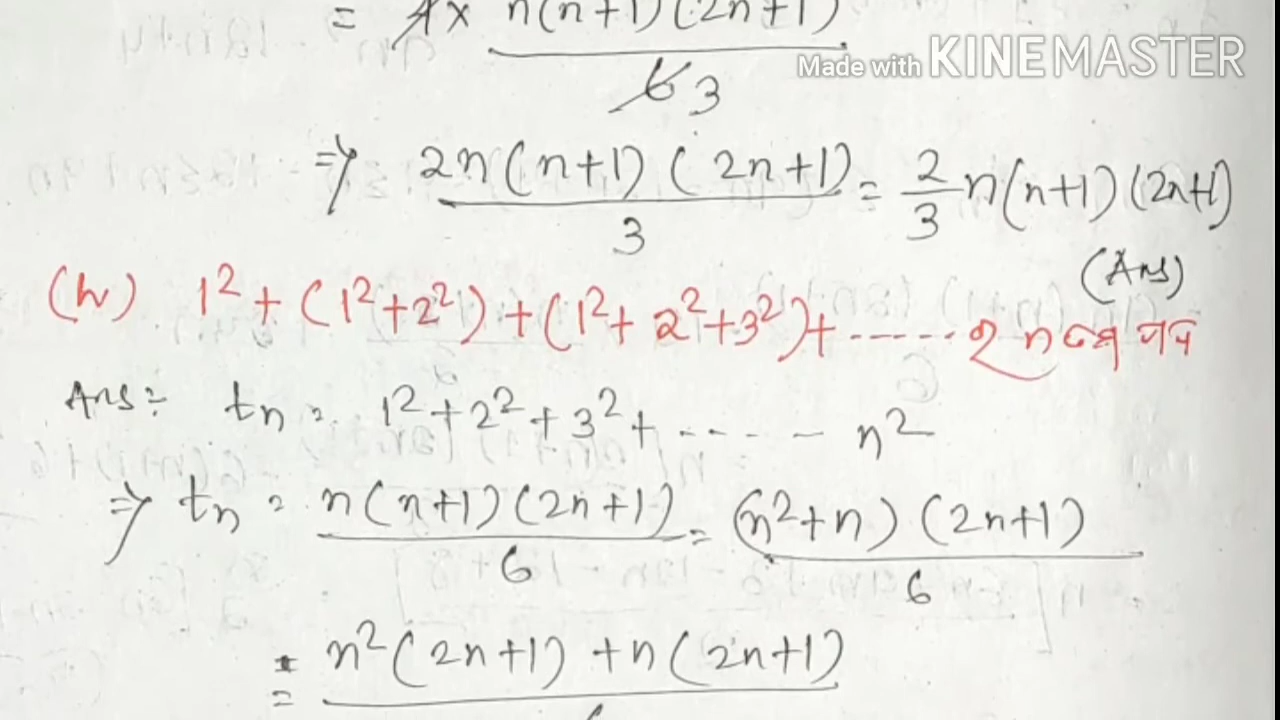 = 4 × n(n+1)(2n+1)
6 3
Made with KINEMASTER
⇒ 2n(n+1)(2n+1)/3 = 2/3 n(n+1)(2n+1)
(Ans)
(h) 1² + (1²+2²) + (1²+2²+3²) + ......
Ans: tn = 1² + 2² + 3² + ..... n²
⇒ tn = n(n+1)(2n+1)/6 = (n²+n)(2n+1)/6
= n²(2n+1) + n(2n+1)